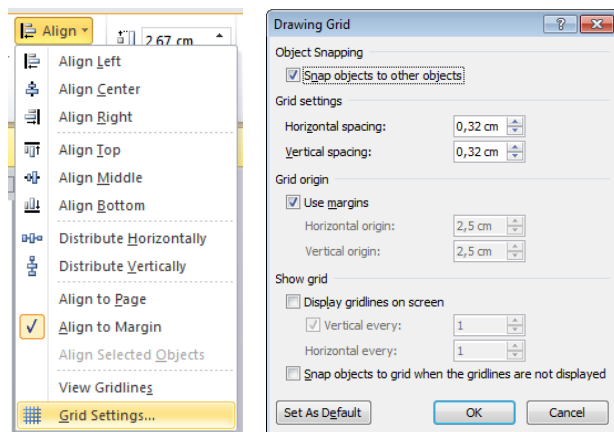 Align
2,67 cm
Align Left
Align Center
Align Right
Align Top
Align Middle
Align Bottom
Distribute Horizontally
Distribute Vertically
Align to Page
Align to Margin
Align Selected Objects
View Gridlines
Grid Settings...
Drawing Grid
Object Snapping
Snap objects to other objects
Grid settings
Horizontal spacing: 0,32 cm
Vertical spacing: 0,32 cm
Grid origin
Use margins
Horizontal origin: 2,5 cm
Vertical origin: 2,5 cm
Show grid
Display gridlines on screen
Vertical every: 1
Horizontal every: 1
Snap objects to grid when the gridlines are not displayed
Set As Default OK Cancel